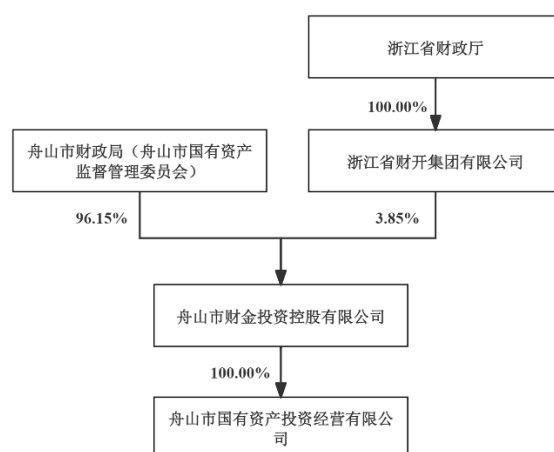 浙江省财政厅
100.00%
舟山市财政局（舟山市国有资产
监督管理委员会）
浙江省财开集团有限公司
96.15%
3.85%
舟山市财金投资控股有限公司
100.00%
舟山市国有资产投资经营有限公
司